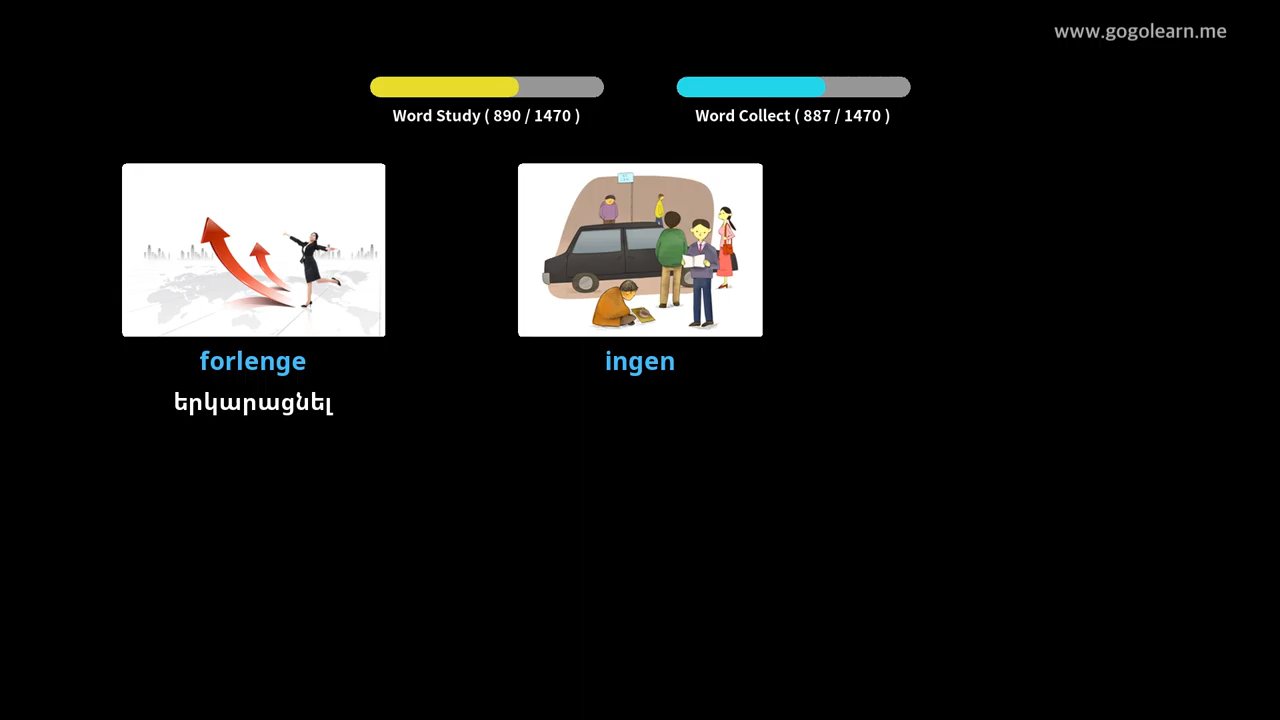 www.gogolearn.me
Word Study ( 890 / 1470 )
Word Collect ( 887 / 1470 )
forlenge
ingen
երկարացնել